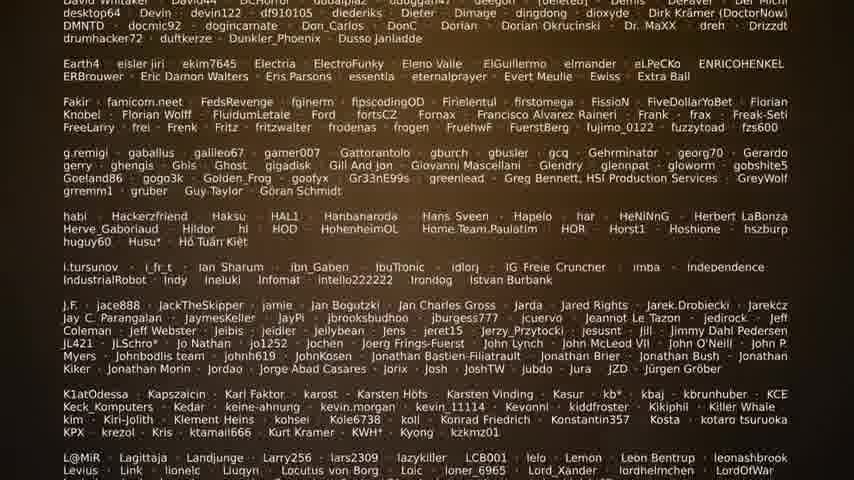 desktop64 · Devin · devin122 · df910105 · diederiks · Dieter · Dimage · dingdong · dioxyde · Dirk Krämer (DoctorNow)
DMNTD · docmic92 · dogincarnate · Don_Carlos · DonC · Dorian · Dorian Okrucinski · Dr. MaXX · dreh · Drizzdt
drumhacker72 · duftkerze · Dunkler_Phoenix · Dusso Janladde
Earth4 · eisler jiri · ekim7645 · Electria · ElectroFunky · Eleno Valle · ElGuillermo · elmander · eLPeCKo · ENRICOHENKEL
ERBrouwer · Eric Damon Walters · Eris Parsons · essentla · eternalprayer · Evert Meulie · Ewiss · Extra Ball
Fakir · famicom.neet · FedsRevenge · fginerm · fipscodingOD · Firielentul · firstomega · FissioN · FiveDollarYoBet · Florian
Knobel · Florian Wolff · FluidumLetale · Ford · fortsCZ · Fornax · Francisco Alvarez Raineri · Frank · frax · Freak-Seti
FreeLarry · frei · Frenk · Fritz · fritzwalter · frodenas · frogen · FruehwF · FuerstBerg · fujimo_0122 · fuzzytoad · fzs600
g.remigi · gaballus · galileo67 · gamer007 · Gattorantolo · gburch · gbusler · gcq · Gehrminator · georg70 · Gerardo
gerry · ghengis · Ghis · Ghost · gigadisk · Gill And Jon · Giovanni Mascellani · Glendry · glennpat · gloworm · gobshite5
Goeland86 · gogo3k · Golden_Frog · goofyx · Gr33nE99s · greenlead · Greg Bennett, HSI Production Services · GreyWolf
grremm1 · gruber · Guy Taylor · Göran Schmidt
habi · Hackerzfriend · Haksu · HAL1 · Hanbanaroda · Hans Sveen · Hapelo · har · HeNiNnG · Herbert LaBonza
Herve_Gaboriaud · Hildor · hl · HOD · HohenheimOL · Home.Team.Paulatim · HOR · Horst1 · Hoshione · hszburp
huguy60 · Husu* · Hồ Tuấn Kiệt
i.tursunov · i_fr_t · Ian Sharum · ibn_Gaben · IbuTronic · idlorj · IG Freie Cruncher · imba · Independence
IndustrialRobot · Indy · Ineluki · Infomat · intello222222 · Irondog · Istvan Burbank
J.F. · jace888 · JackTheSkipper · jamie · Jan Bogutzki · Jan Charles Gross · Jarda · Jared Rights · Jarek.Drobiecki · Jarekcz
Jay C. Parangalan · JaymesKeller · JayPi · jbrooksbudhoo · jburgess777 · jcuervo · Jeannot Le Tazon · jedirock · Jeff
Coleman · Jeff Webster · Jeibis · jeidler · Jellybean · Jens · jeret15 · Jerzy_Przytocki · jesusnt · Jill · Jimmy Dahl Pedersen
JL421 · JLSchro* · Jo Nathan · jo1252 · Jochen · Joerg Frings-Fuerst · John Lynch · John McLeod VII · John O'Neill · John P.
Myers · Johnbodlis team · johnh619 · JohnKosen · Jonathan Bastien-Filiatrault · Jonathan Brier · Jonathan Bush · Jonathan
Kiker · Jonathan Morin · Jordao · Jorge Abad Casares · Jorix · Josh · JoshTW · jubdo · Jura · JZD · Jürgen Gröber
K1atOdessa · Kapszaicin · Karl Faktor · karost · Karsten Höfs · Karsten Vinding · Kasur · kb* · kbaj · kbrunhuber · KCE
Keck_Komputers · Kedar · keine-ahnung · kevin.morgan · kevin_11114 · Kevonnl · kiddfroster · Kikiphil · Killer Whale
kim · Kiri-Jolith · Klement Heins · kohsei · Kole6738 · koll · Konrad Friedrich · Konstantin357 · Kosta · kotaro tsuruoka
KPX · krezol · Kris · ktamail666 · Kurt Kramer · KWH† · Kyong · kzkmz01
L@MiR · Lagittaja · Landjunge · Larry256 · lars2309 · lazykiller · LCB001 · lelo · Lemon · Leon Bentrup · leonashbrook
Levius · Link · lionelc · Liuqyn · Locutus von Borg · Loic · loner_6965 · Lord_Xander · lordhelmchen · LordOfWar